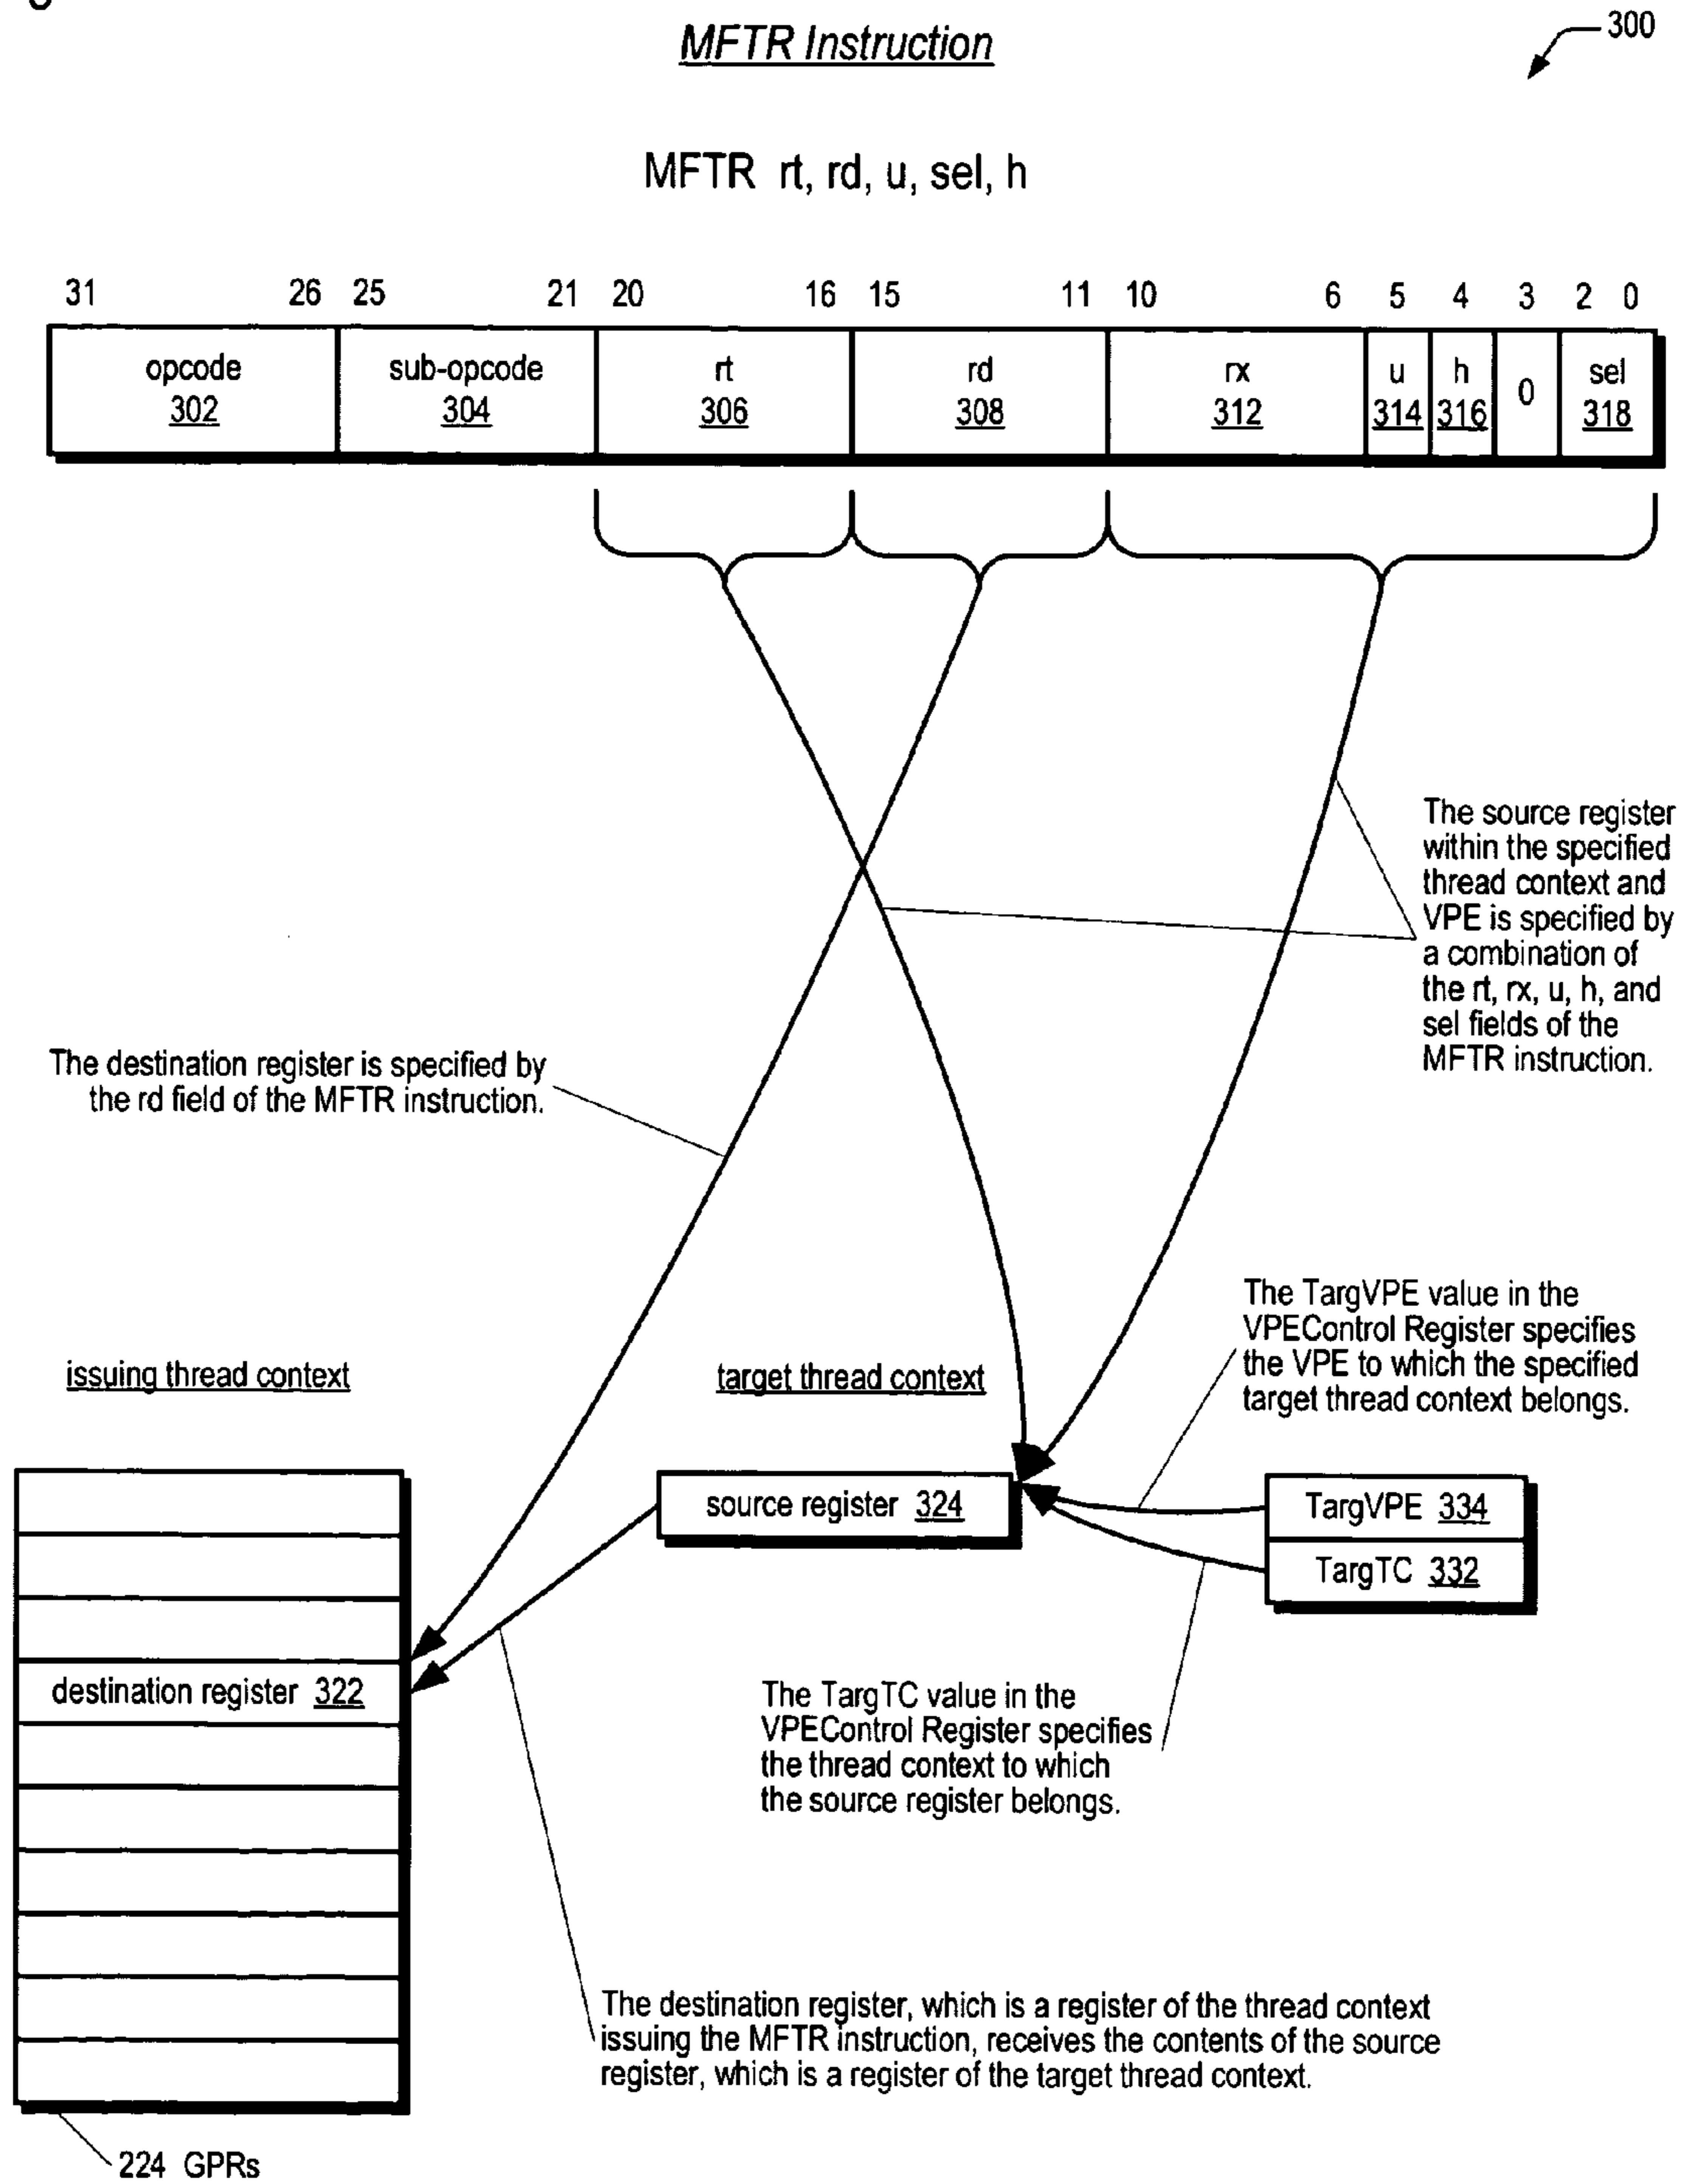 MFTR Instruction
300
MFTR rt, rd, u, sel, h
31 26 25 21 20 16 15 11 10 6 5 4 3 2 0
opcode sub-opcode rt rd rx u h 0 sel
302 304 306 308 312 314 316 318
The source register
within the specified
thread context and
VPE is specified by
a combination of
the rt, rx, u, h, and
sel fields of the
MFTR instruction.
The destination register is specified by
the rd field of the MFTR instruction.
The TargVPE value in the
VPEControl Register specifies
the VPE to which the specified
target thread context belongs.
issuing thread context
target thread context
source register 324
TargVPE 334
TargTC 332
destination register 322
The TargTC value in the
VPEControl Register specifies
the thread context to which
the source register belongs.
The destination register, which is a register of the thread context
issuing the MFTR instruction, receives the contents of the source
register, which is a register of the target thread context.
224 GPRs